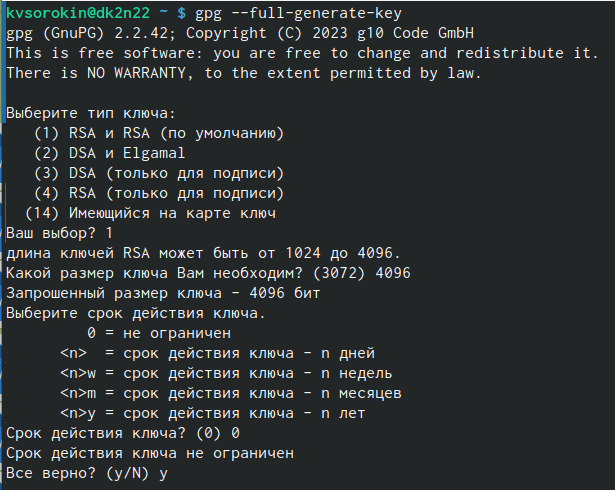 kvsorokin@dk2n22 ~ $ gpg --full-generate-key
gpg (GnuPG) 2.2.42; Copyright (C) 2023 g10 Code GmbH
This is free software: you are free to change and redistribute it.
There is NO WARRANTY, to the extent permitted by law.

Выберите тип ключа:
   (1) RSA и RSA (по умолчанию)
   (2) DSA и Elgamal
   (3) DSA (только для подписи)
   (4) RSA (только для подписи)
  (14) Имеющийся на карте ключ
Ваш выбор? 1
длина ключей RSA может быть от 1024 до 4096.
Какой размер ключа Вам необходим? (3072) 4096
Запрошенный размер ключа - 4096 бит
Выберите срок действия ключа.
         0 = не ограничен
      <n>  = срок действия ключа - n дней
      <n>w = срок действия ключа - n недель
      <n>m = срок действия ключа - n месяцев
      <n>y = срок действия ключа - n лет
Срок действия ключа? (0) 0
Срок действия ключа не ограничен
Все верно? (y/N) y